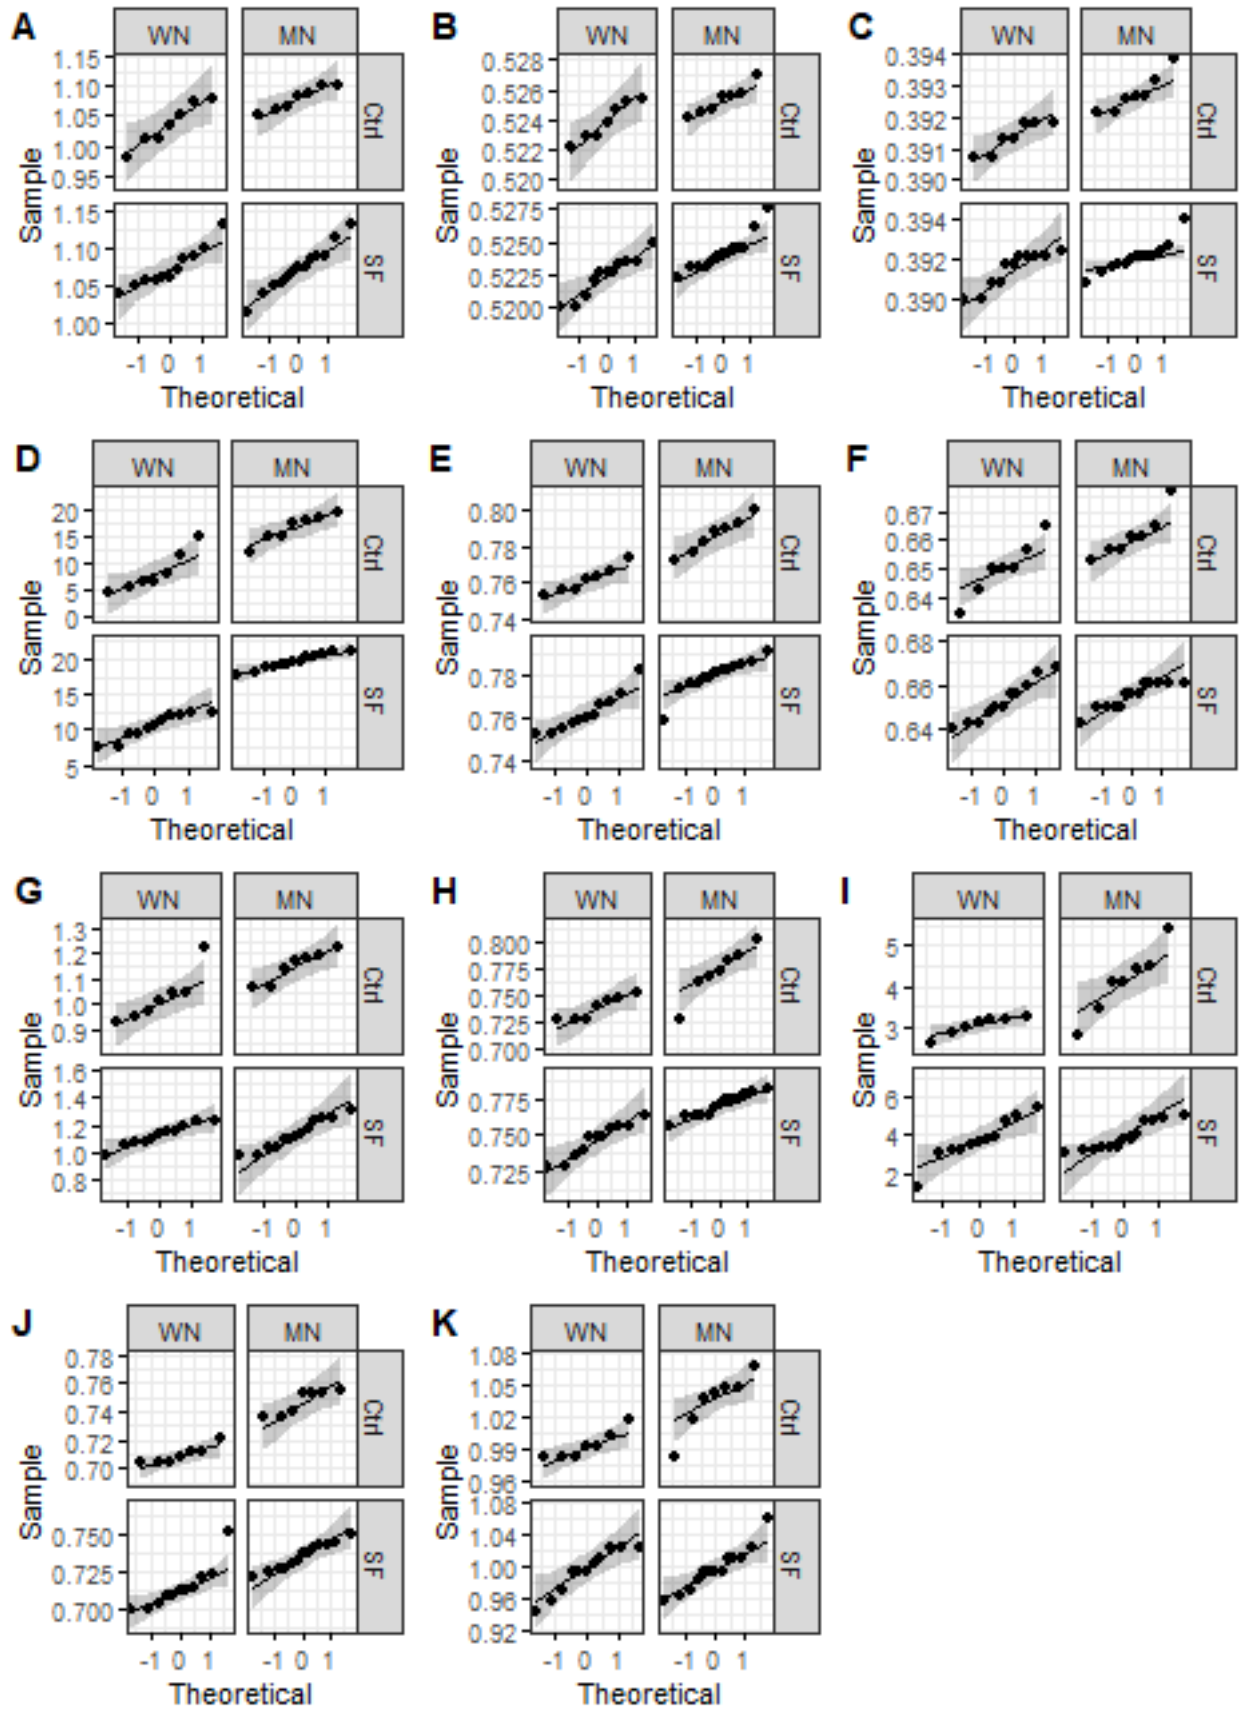 A
WN MN
1.15
1.10
1.05
1.00
0.95
Ctrl
1.15
1.10
1.05
1.00
SF
Sample
-1 0 1 -1 0 1
Theoretical
B
WN MN
0.528
0.526
0.524
0.522
0.520
Ctrl
0.5275
0.5250
0.5225
0.5200
SF
Sample
-1 0 1 -1 0 1
Theoretical
C
WN MN
0.394
0.393
0.392
0.391
0.390
Ctrl
0.394
0.392
0.390
SF
Sample
-1 0 1 -1 0 1
Theoretical
D
WN MN
20
15
10
5
0
Ctrl
20
15
10
5
SF
Sample
-1 0 1 -1 0 1
Theoretical
E
WN MN
0.80
0.78
0.76
0.74
Ctrl
0.78
0.76
0.74
SF
Sample
-1 0 1 -1 0 1
Theoretical
F
WN MN
0.67
0.66
0.65
0.64
Ctrl
0.68
0.66
0.64
SF
Sample
-1 0 1 -1 0 1
Theoretical
G
WN MN
1.3
1.2
1.1
1.0
0.9
Ctrl
1.6
1.4
1.2
1.0
0.8
SF
Sample
-1 0 1 -1 0 1
Theoretical
H
WN MN
0.800
0.775
0.750
0.725
0.700
Ctrl
0.775
0.750
0.725
SF
Sample
-1 0 1 -1 0 1
Theoretical
I
WN MN
5
4
3
Ctrl
6
4
2
SF
Sample
-1 0 1 -1 0 1
Theoretical
J
WN MN
0.78
0.76
0.74
0.72
0.70
Ctrl
0.750
0.725
0.700
SF
Sample
-1 0 1 -1 0 1
Theoretical
K
WN MN
1.08
1.05
1.02
0.99
0.96
Ctrl
1.08
1.04
1.00
0.96
0.92
SF
Sample
-1 0 1 -1 0 1
Theoretical